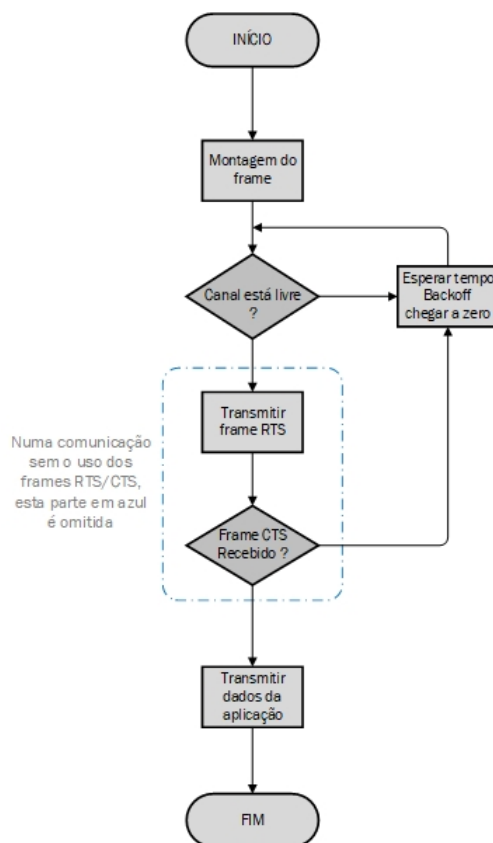 INÍCIO
Montagem do
frame
Canal está livre
?
Esperar tempo
Backoff
chegar a zero
Transmitir
frame RTS
Numa comunicação
sem o uso dos
frames RTS/CTS,
esta parte em azul
é omitida
Frame CTS
Recebido ?
Transmitir
dados da
aplicação
FIM